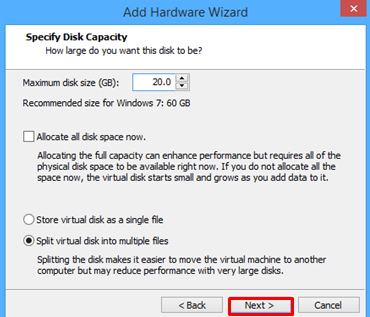 Add Hardware Wizard
Specify Disk Capacity
How large do you want this disk to be?
Maximum disk size (GB): 20.0
Recommended size for Windows 7: 60 GB
Allocate all disk space now.
Allocating the full capacity can enhance performance but requires all of the
physical disk space to be available right now. If you do not allocate all the
space now, the virtual disk starts small and grows as you add data to it.
Store virtual disk as a single file
Split virtual disk into multiple files
Splitting the disk makes it easier to move the virtual machine to another
computer but may reduce performance with very large disks.
< Back Next > Cancel